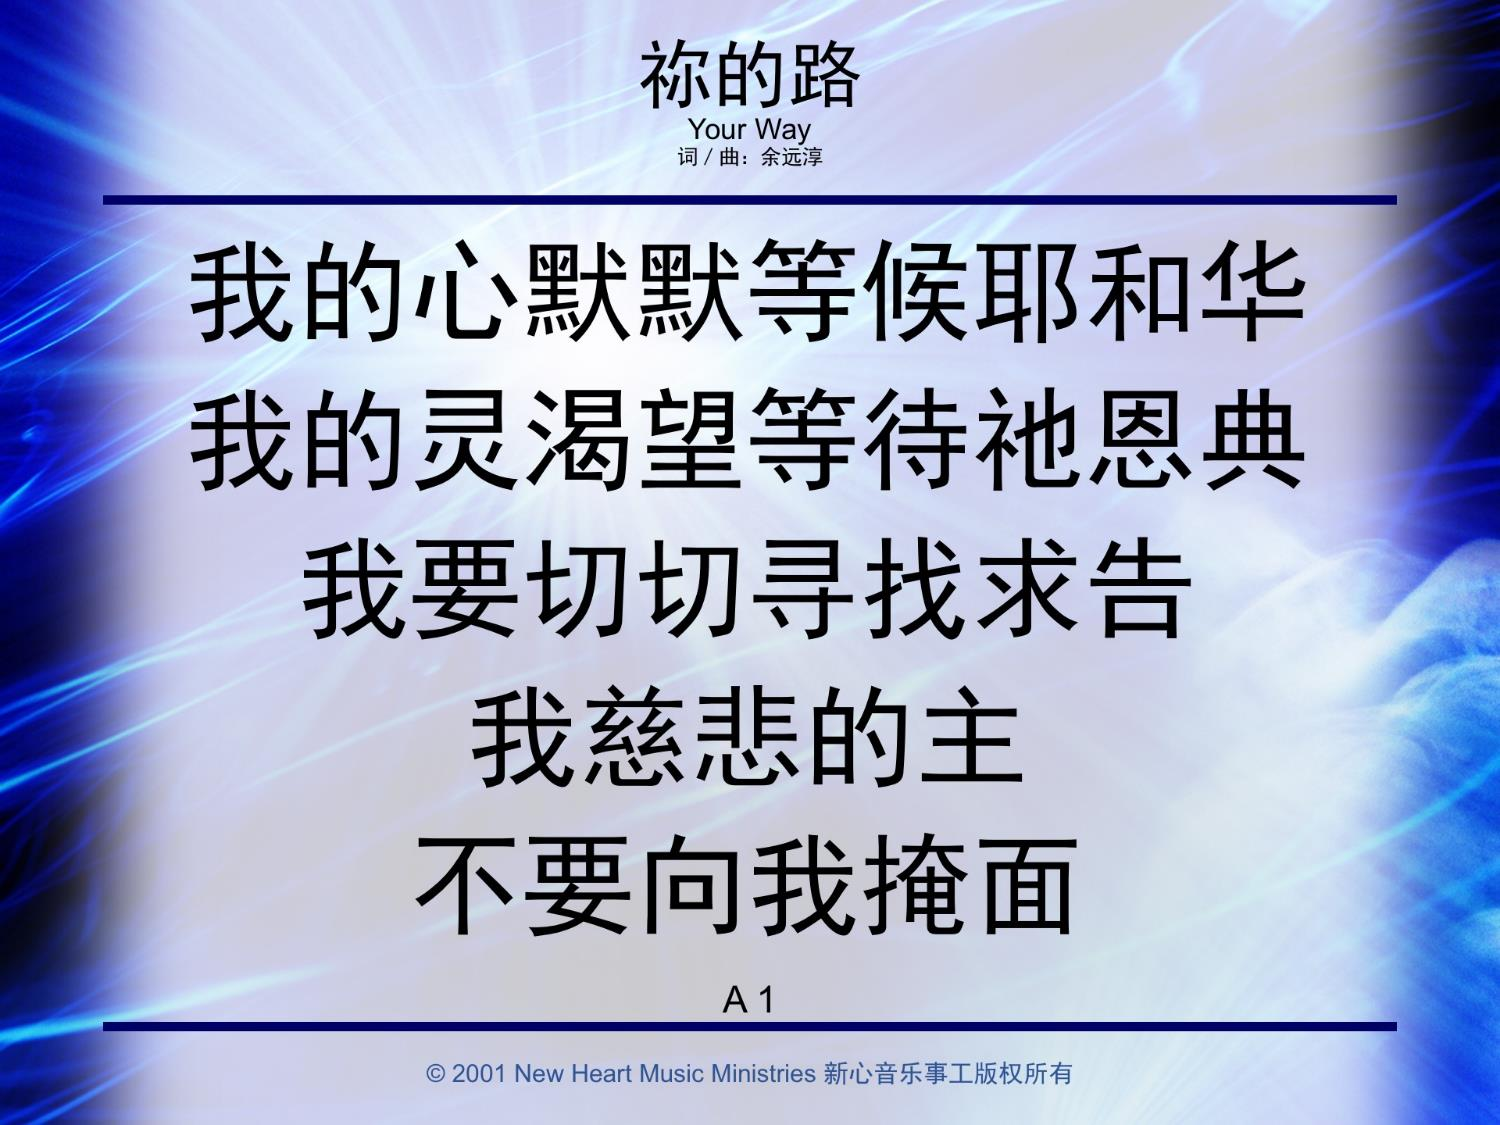 祢的路
Your Way
词 / 曲：余远淳
我的心默默等候耶和华
我的灵渴望等待祂恩典
我要切切寻找求告
我慈悲的主
不要向我掩面
A 1
© 2001 New Heart Music Ministries 新心音乐事工版权所有